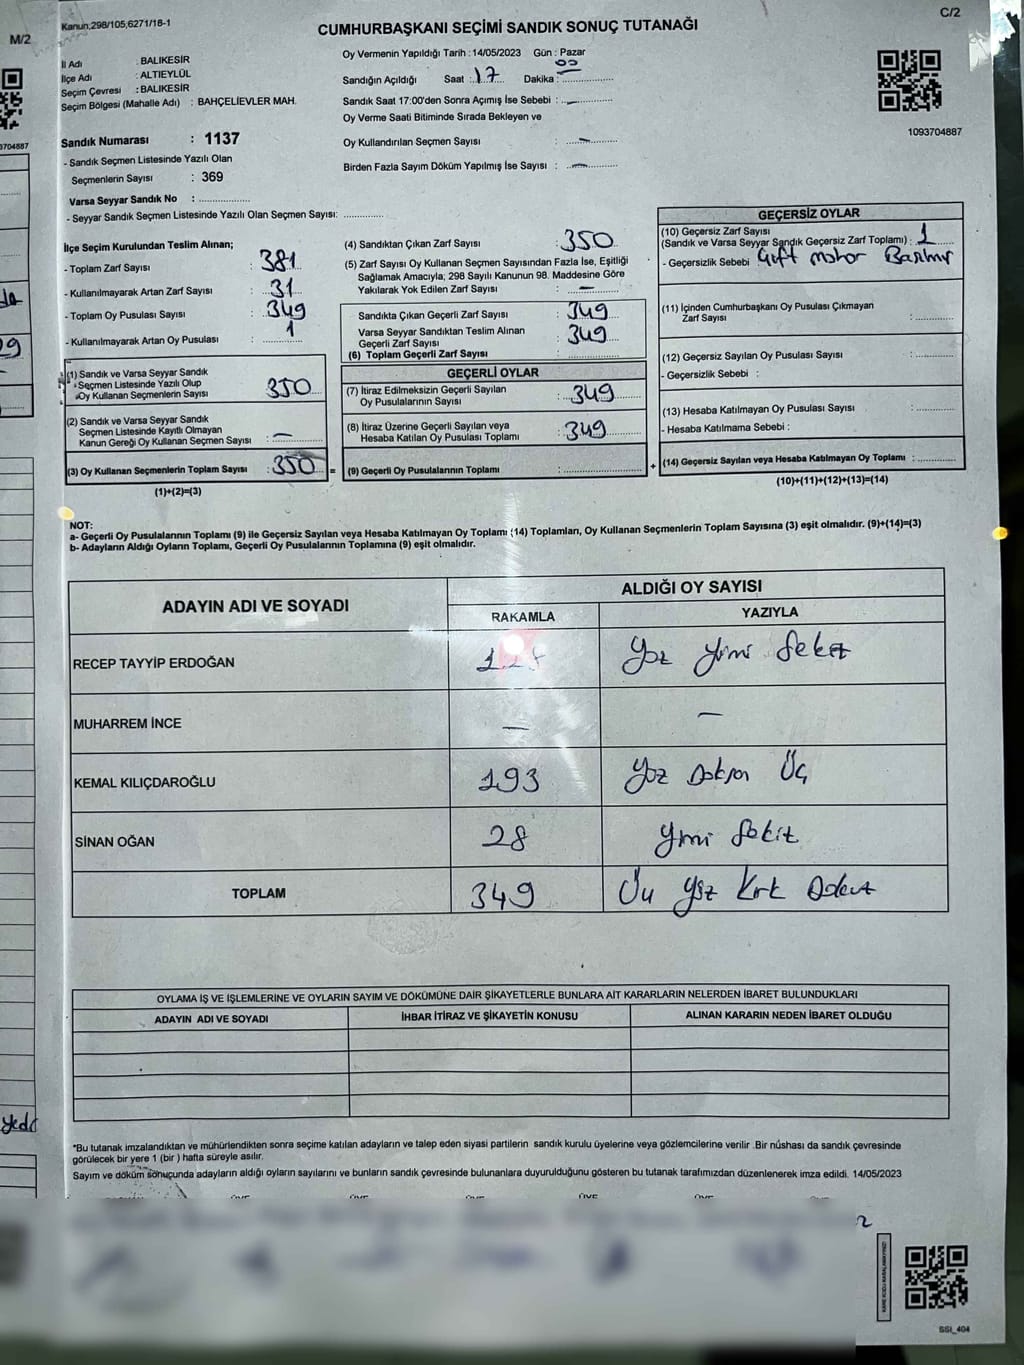 Kanun;298/105,6271/18-1
CUMHURBAŞKANI SEÇİMİ SANDIK SONUÇ TUTANAĞI
C/2
M/2
İl Adı : BALIKESİR
İlçe Adı : ALTIEYLÜL
Seçim Çevresi : BALIKESİR
Seçim Bölgesi (Mahalle Adı) : BAHÇELİEVLER MAH.
Oy Vermenin Yapıldığı Tarih : 14/05/2023 Gün : Pazar
Sandığın Açıldığı Saat : 17 Dakika : 00
Sandık Saat 17:00'den Sonra Açımış İse Sebebi : —
Oy Verme Saati Bitiminde Sırada Bekleyen ve
Oy Kullandırılan Seçmen Sayısı : —
Birden Fazla Sayım Döküm Yapılmış İse Sayısı : —
1093704887
3704887
Sandık Numarası : 1137
- Sandık Seçmen Listesinde Yazılı Olan
Seçmenlerin Sayısı : 369
Varsa Seyyar Sandık No :
- Seyyar Sandık Seçmen Listesinde Yazılı Olan Seçmen Sayısı:
İlçe Seçim Kurulundan Teslim Alınan;
- Toplam Zarf Sayısı : 381
- Kullanılmayarak Artan Zarf Sayısı : 31
- Toplam Oy Pusulası Sayısı : 349
- Kullanılmayarak Artan Oy Pusulası : 1
(1) Sandık ve Varsa Seyyar Sandık
Seçmen Listesinde Yazılı Olup
Oy Kullanan Seçmenlerin Sayısı 350
(2) Sandık ve Varsa Seyyar Sandık
Seçmen Listesinde Kayıtlı Olmayan
Kanun Gereği Oy Kullanan Seçmen Sayısı : —
(3) Oy Kullanan Seçmenlerin Toplam Sayısı : 350 =
(1)+(2)=(3)
(4) Sandıktan Çıkan Zarf Sayısı : 350
(5) Zarf Sayısı Oy Kullanan Seçmen Sayısından Fazla İse, Eşitliği
Sağlamak Amacıyla; 298 Sayılı Kanunun 98. Maddesine Göre
Yakılarak Yok Edilen Zarf Sayısı : —
Sandıkta Çıkan Geçerli Zarf Sayısı : 349
Varsa Seyyar Sandıktan Teslim Alınan
Geçerli Zarf Sayısı : 349
(6) Toplam Geçerli Zarf Sayısı :
GEÇERLİ OYLAR
(7) İtiraz Edilmeksizin Geçerli Sayılan
Oy Pusulalarının Sayısı : 349
(8) İtiraz Üzerine Geçerli Sayılan veya
Hesaba Katılan Oy Pusulası Toplamı : 349
(9) Geçerli Oy Pusulalarının Toplamı : +
GEÇERSİZ OYLAR
(10) Geçersiz Zarf Sayısı
(Sandık ve Varsa Seyyar Sandık Geçersiz Zarf Toplamı) : 1
- Geçersizlik Sebebi : Çift mühür Basılmış
(11) İçinden Cumhurbaşkanı Oy Pusulası Çıkmayan
Zarf Sayısı :
(12) Geçersiz Sayılan Oy Pusulası Sayısı :
- Geçersizlik Sebebi :
(13) Hesaba Katılmayan Oy Pusulası Sayısı :
- Hesaba Katılmama Sebebi :
(14) Geçersiz Sayılan veya Hesaba Katılmayan Oy Toplamı :
(10)+(11)+(12)+(13)=(14)
NOT:
a- Geçerli Oy Pusulalarının Toplamı (9) ile Geçersiz Sayılan veya Hesaba Katılmayan Oy Toplamı (14) Toplamları, Oy Kullanan Seçmenlerin Toplam Sayısına (3) eşit olmalıdır. (9)+(14)=(3)
b- Adayların Aldığı Oyların Toplamı, Geçerli Oy Pusulalarının Toplamına (9) eşit olmalıdır.
ADAYIN ADI VE SOYADI
ALDIĞI OY SAYISI
RAKAMLA YAZIYLA
RECEP TAYYİP ERDOĞAN Yüz Yirmi Sekiz
MUHARREM İNCE — —
KEMAL KILIÇDAROĞLU 193 Yüz Doksan Üç
SİNAN OĞAN 28 Yirmi Sekiz
TOPLAM 349 Üç Yüz Kırk Dokuz
OYLAMA İŞ VE İŞLEMLERİNE VE OYLARIN SAYIM VE DÖKÜMÜNE DAİR ŞİKAYETLERLE BUNLARA AİT KARARLARIN NELERDEN İBARET BULUNDUKLARI
ADAYIN ADI VE SOYADI İHBAR İTİRAZ VE ŞİKAYETİN KONUSU ALINAN KARARIN NEDEN İBARET OLDUĞU
*Bu tutanak imzalandıktan ve mühürlendikten sonra seçime katılan adayların ve talep eden siyasi partilerin sandık kurulu üyelerine veya gözlemcilerine verilir .Bir nüshası da sandık çevresinde
görülecek bir yere 1 (bir ) hafta süreyle asılır.
Sayım ve döküm sonuçunda adayların aldığı oyların sayılarını ve bunların sandık çevresinde bulunanlara duyurulduğunu gösteren bu tutanak tarafımızdan düzenlenerek imza edildi. 14/05/2023
SSİ_404